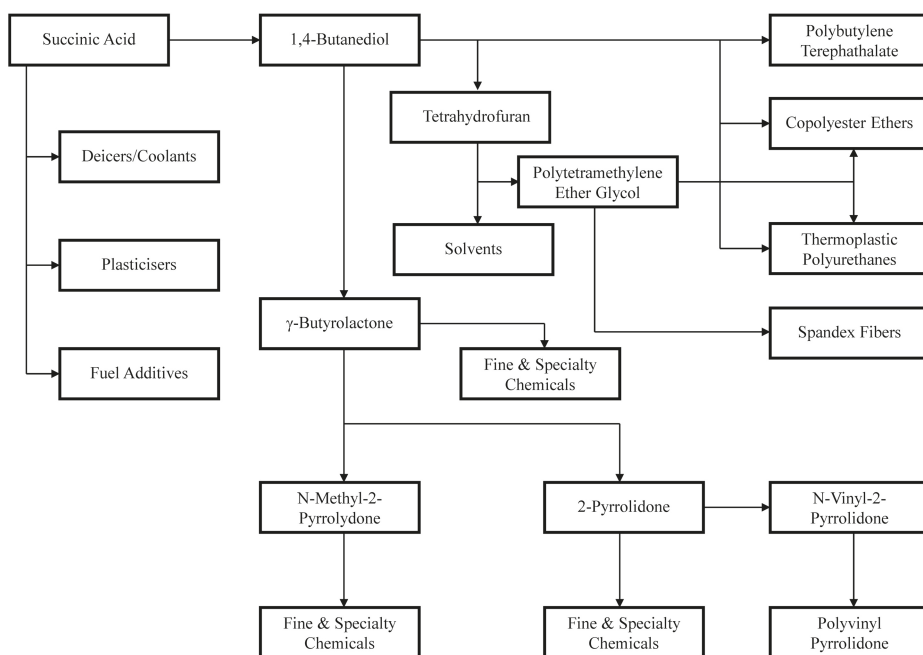 Succinic Acid
1,4-Butanediol
Polybutylene
Terephathalate
Tetrahydrofuran
Copolyester Ethers
Deicers/Coolants
Polytetramethylene
Ether Glycol
Solvents
Thermoplastic
Polyurethanes
Plasticisers
γ-Butyrolactone
Spandex Fibers
Fuel Additives
Fine & Specialty
Chemicals
N-Methyl-2-
Pyrrolydone
2-Pyrrolidone
N-Vinyl-2-
Pyrrolidone
Fine & Specialty
Chemicals
Fine & Specialty
Chemicals
Polyvinyl
Pyrrolidone